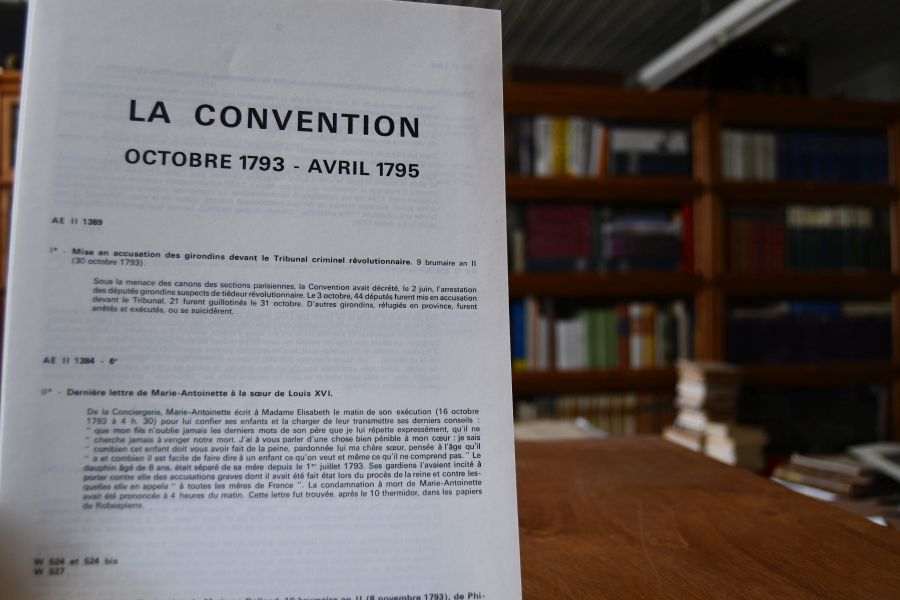 LA CONVENTION
OCTOBRE 1793 - AVRIL 1795
AE II 1389
I° - Mise en accusation des girondins devant le Tribunal criminel révolutionnaire. 9 brumaire an II
(30 octobre 1793).
Sous la menace des canons des sections parisiennes, la Convention avait décrété, le 2 juin, l'arrestation
des députés girondins suspects de tiédeur révolutionnaire. Le 3 octobre, 44 députés furent mis en accusation
devant le Tribunal, 21 furent guillotinés le 31 octobre. D'autres girondins, réfugiés en province, furent
arrêtés et exécutés, ou se suicidèrent.
AE II 1384 - 6°
II° - Dernière lettre de Marie-Antoinette à la sœur de Louis XVI.
De la Conciergerie, Marie-Antoinette écrit à Madame Elisabeth le matin de son exécution (16 octobre
1793 à 4 h. 30) pour lui confier ses enfants et la charger de leur transmettre ses derniers conseils :
" que mon fils n'oublie jamais les derniers mots de son père que je lui répette expressément, qu'il ne
" cherche jamais à venger notre mort. J'ai à vous parler d'une chose bien pénible à mon cœur : je sais
" combien cet enfant doit vous avoir fait de la peine, pardonnée lui ma chère sœur, pensée à l'âge qu'il
" a et combien il est facile de faire dire à un enfant ce qu'on veut et même ce qu'il ne comprend pas." Le
dauphin âgé de 8 ans, était séparé de sa mère depuis le 1er juillet 1793. Ses gardiens l'avaient incité à
porter contre elle des accusations graves dont il avait été fait état lors du procès de la reine et contre les-
quelles elle en appela " à toutes les mères de France ". La condamnation à mort de Marie-Antoinette
avait été prononcée à 4 heures du matin. Cette lettre fut trouvée, après le 10 thermidor, dans les papiers
de Robespierre.
W 524 et 524 bis
W 527
10 brumaire an II (8 novembre 1793), de Phi-